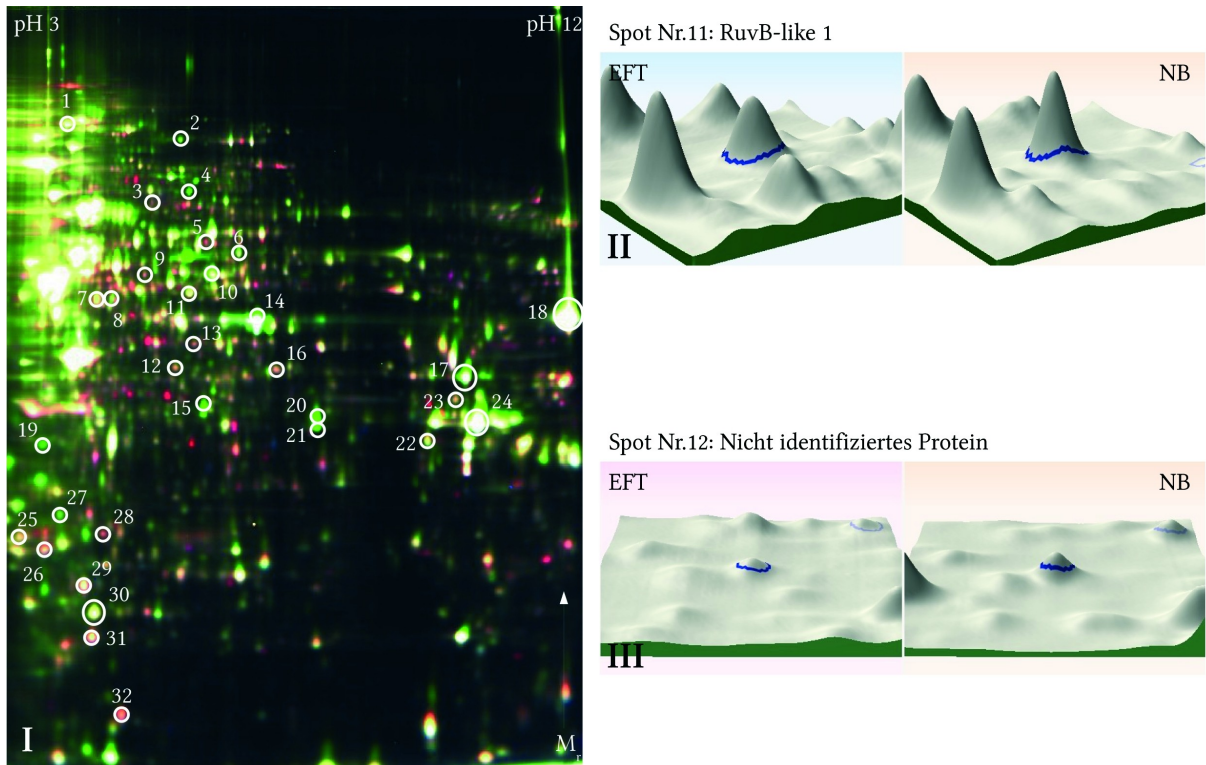 pH 3
pH 12
1
2
3
4
5
6
7
8
9
10
11
12
13
14
15
16
17
18
19
20
21
22
23
24
25
26
27
28
29
30
31
32
I
Mr
Spot Nr.11: RuvB-like 1
EFT
NB
II
Spot Nr.12: Nicht identifiziertes Protein
EFT
NB
III